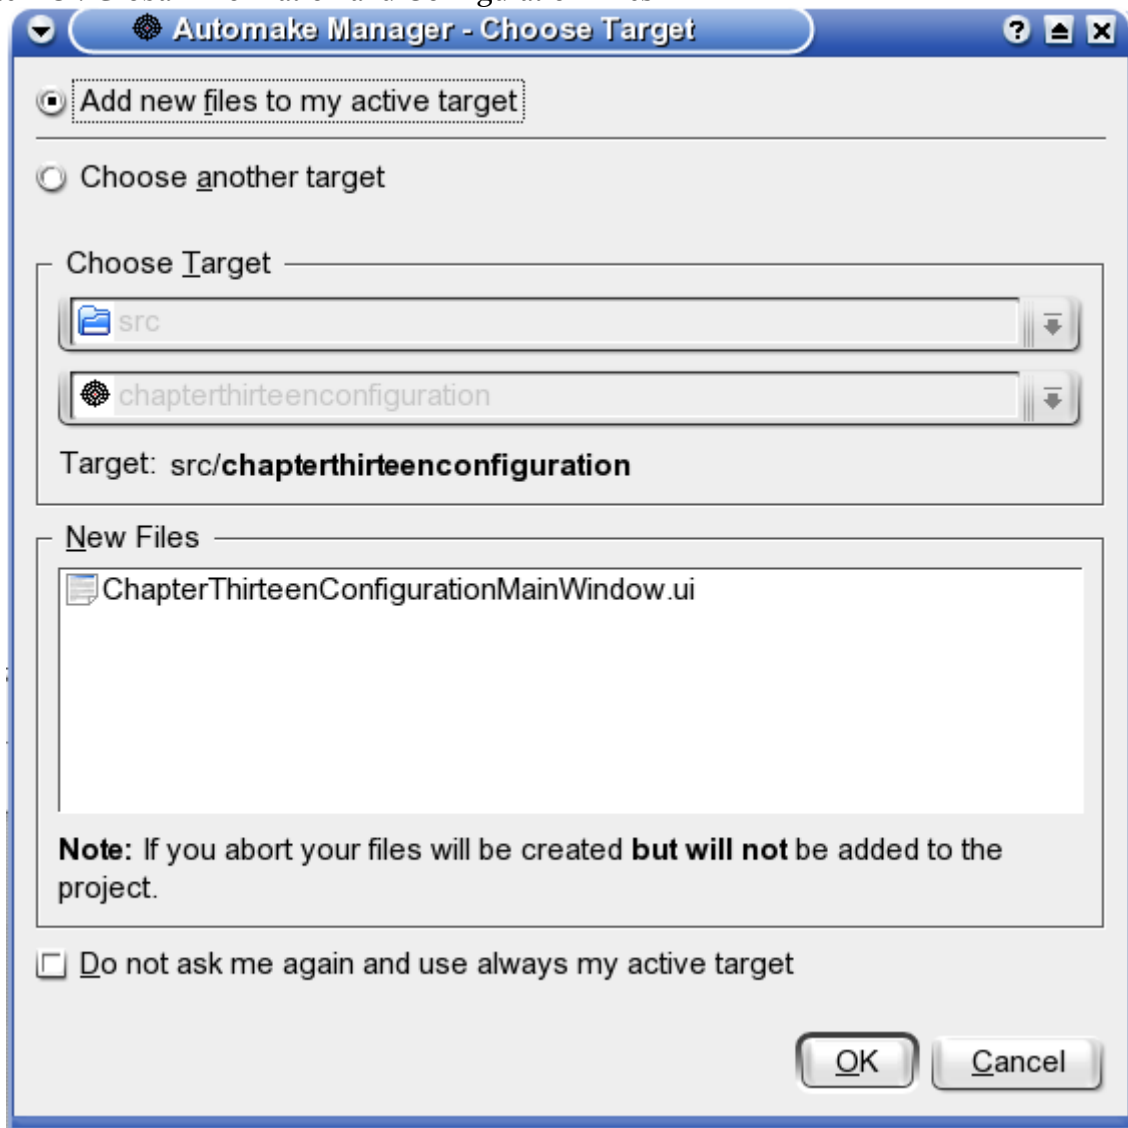 Automake Manager - Choose Target
Add new files to my active target
Choose another target
Choose Target
src
chapterthirteenconfiguration
Target: src/chapterthirteenconfiguration
New Files
ChapterThirteenConfigurationMainWindow.ui
Note: If you abort your files will be created but will not be added to the
project.
Do not ask me again and use always my active target
OK Cancel